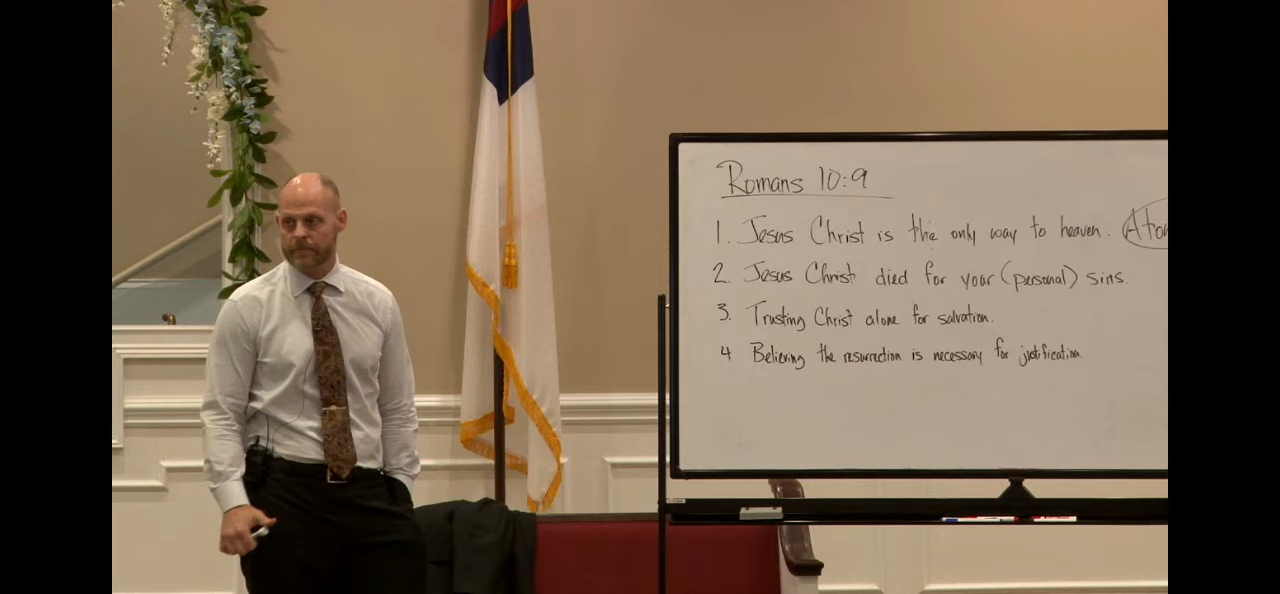 Romans 10:9
1. Jesus Christ is the only way to heaven.
2. Jesus Christ died for your (personal) sins.
3. Trusting Christ alone for salvation.
4 Believing the resurrection is necessary for justification.